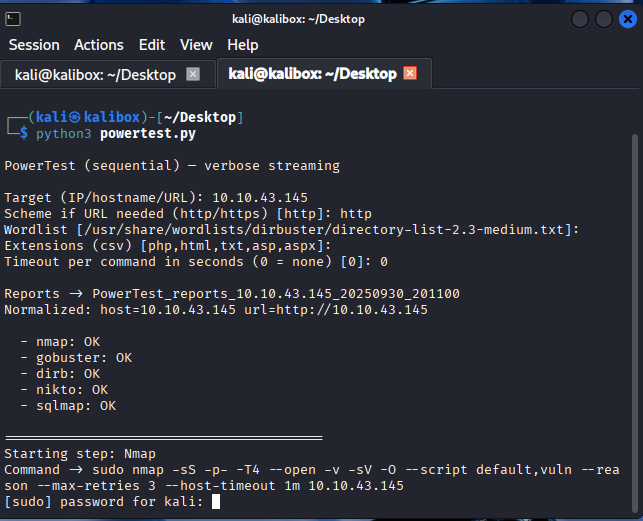 kali@kalibox: ~/Desktop
Session Actions Edit View Help
kali@kalibox: ~/Desktop
kali@kalibox: ~/Desktop
┌──(kali㉿kalibox)-[~/Desktop]
└─$ python3 powertest.py
PowerTest (sequential) — verbose streaming
Target (IP/hostname/URL): 10.10.43.145
Scheme if URL needed (http/https) [http]: http
Wordlist [/usr/share/wordlists/dirbuster/directory-list-2.3-medium.txt]:
Extensions (csv) [php,html,txt,asp,aspx]:
Timeout per command in seconds (0 = none) [0]: 0
Reports → PowerTest_reports_10.10.43.145_20250930_201100
Normalized: host=10.10.43.145 url=http://10.10.43.145
- nmap: OK
- gobuster: OK
- dirb: OK
- nikto: OK
- sqlmap: OK
========================================
Starting step: Nmap
Command → sudo nmap -sS -p- -T4 --open -v -sV -O --script default,vuln --rea
son --max-retries 3 --host-timeout 1m 10.10.43.145
[sudo] password for kali: